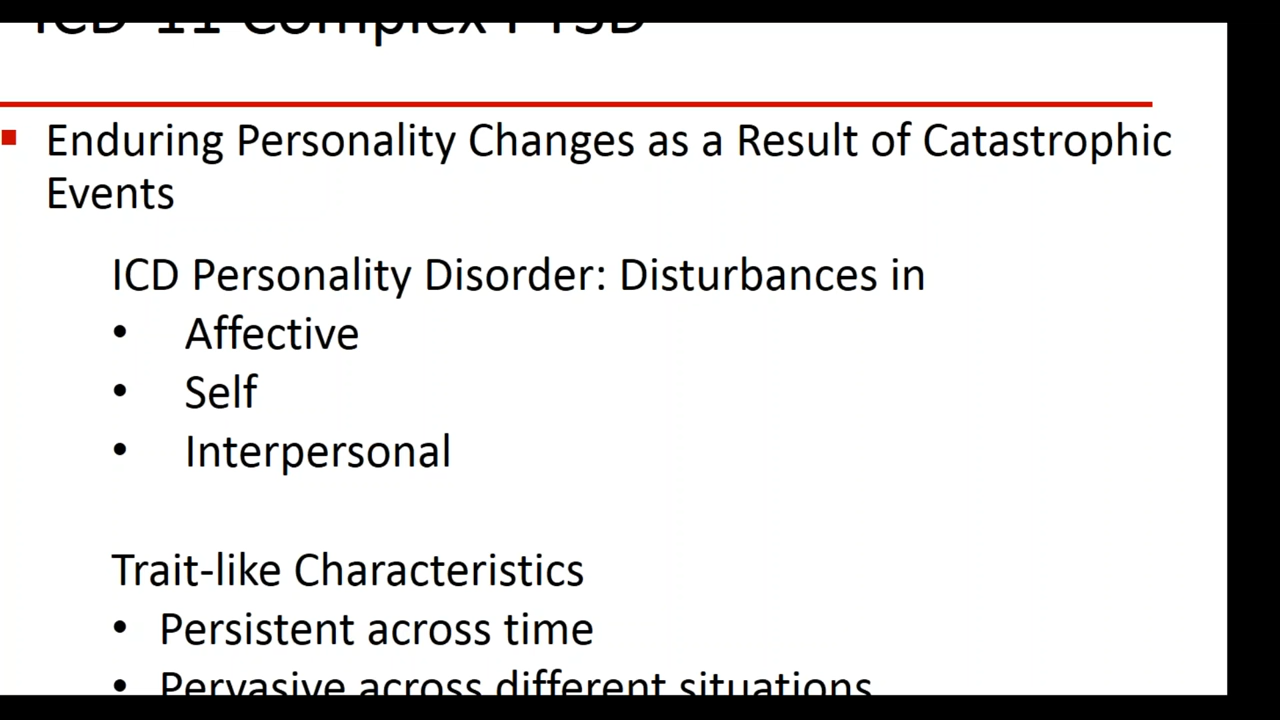 ICD-11 Complex PTSD
Enduring Personality Changes as a Result of Catastrophic
Events
ICD Personality Disorder: Disturbances in
• Affective
• Self
• Interpersonal
Trait-like Characteristics
• Persistent across time
• Pervasive across different situations